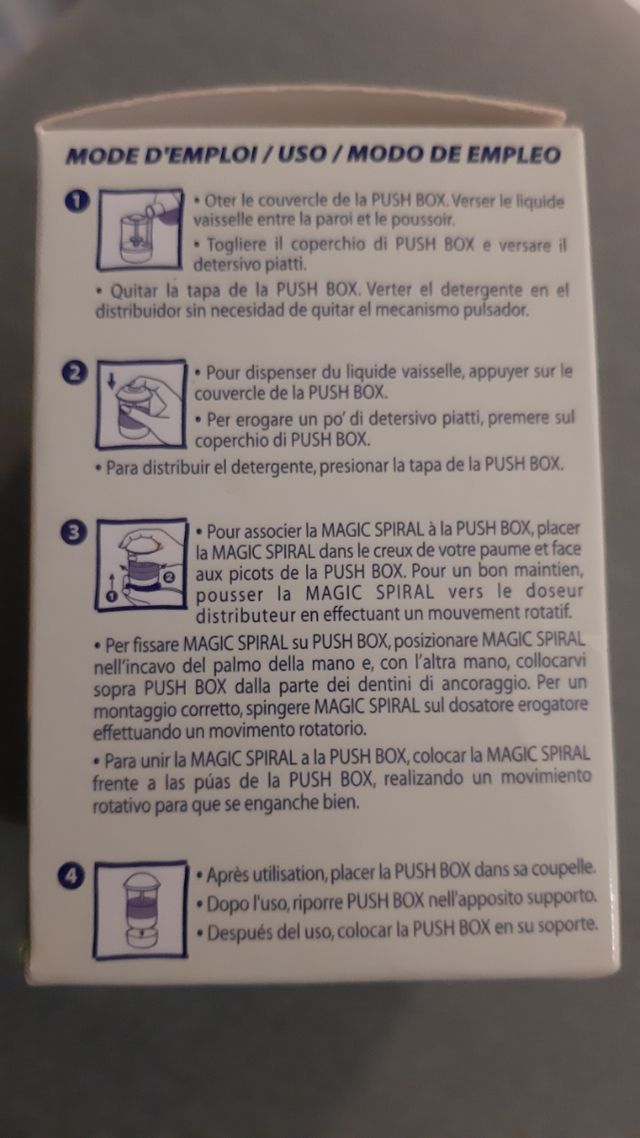 MODE D'EMPLOI / USO / MODO DE EMPLEO
1
• Oter le couvercle de la PUSH BOX. Verser le liquide
vaisselle entre la paroi et le poussoir.
• Togliere il coperchio di PUSH BOX e versare il
detersivo piatti.
• Quitar la tapa de la PUSH BOX. Verter el detergente en el
distribuidor sin necesidad de quitar el mecanismo pulsador.
2
• Pour dispenser du liquide vaisselle, appuyer sur le
couvercle de la PUSH BOX.
• Per erogare un po' di detersivo piatti, premere sul
coperchio di PUSH BOX.
• Para distribuir el detergente, presionar la tapa de la PUSH BOX.
3
1
2
• Pour associer la MAGIC SPIRAL à la PUSH BOX, placer
la MAGIC SPIRAL dans le creux de votre paume et face
aux picots de la PUSH BOX. Pour un bon maintien,
pousser la MAGIC SPIRAL vers le doseur
distributeur en effectuant un mouvement rotatif.
• Per fissare MAGIC SPIRAL su PUSH BOX, posizionare MAGIC SPIRAL
nell'incavo del palmo della mano e, con l'altra mano, collocarvi
sopra PUSH BOX dalla parte dei dentini di ancoraggio. Per un
montaggio corretto, spingere MAGIC SPIRAL sul dosatore erogatore
effettuando un movimento rotatorio.
• Para unir la MAGIC SPIRAL a la PUSH BOX, colocar la MAGIC SPIRAL
frente a las púas de la PUSH BOX, realizando un movimiento
rotativo para que se enganche bien.
4
• Après utilisation, placer la PUSH BOX dans sa coupelle.
• Dopo l'uso, riporre PUSH BOX nell'apposito supporto.
• Después del uso, colocar la PUSH BOX en su soporte.